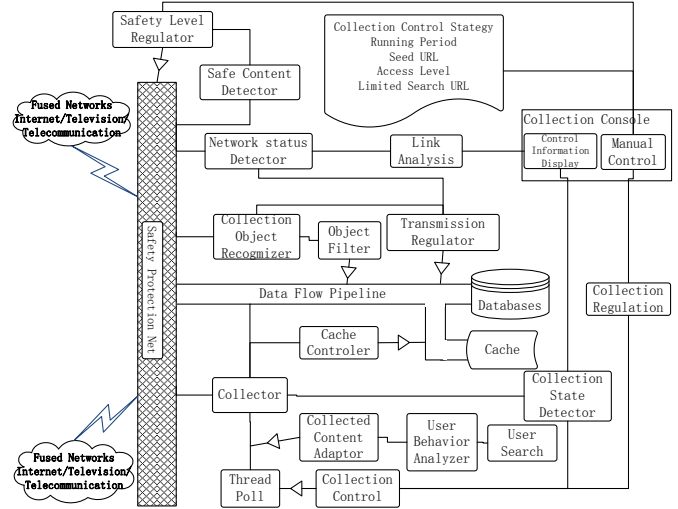 Safety Level
Regulator
Safe Content
Detector
Collection Control Stategy
Running Period
Seed URL
Access Level
Limited Search URL
Fused Networks
Internet/Television/
Telecommunication
Collection Console
Network status
Detector
Link
Analysis
Control
Information
Display
Manual
Control
Safety Protection Net
Collection
Object
Recogmizer
Object
Filter
Transmission
Regulator
Data Flow Pipeline
Databases
Collection
Regulation
Cache
Controler
Cache
Collector
Collection
State
Detector
Collected
Content
Adaptor
User
Behavior
Analyzer
User
Search
Fused Networks
Internet/Television/
Telecommunication
Thread
Poll
Collection
Control